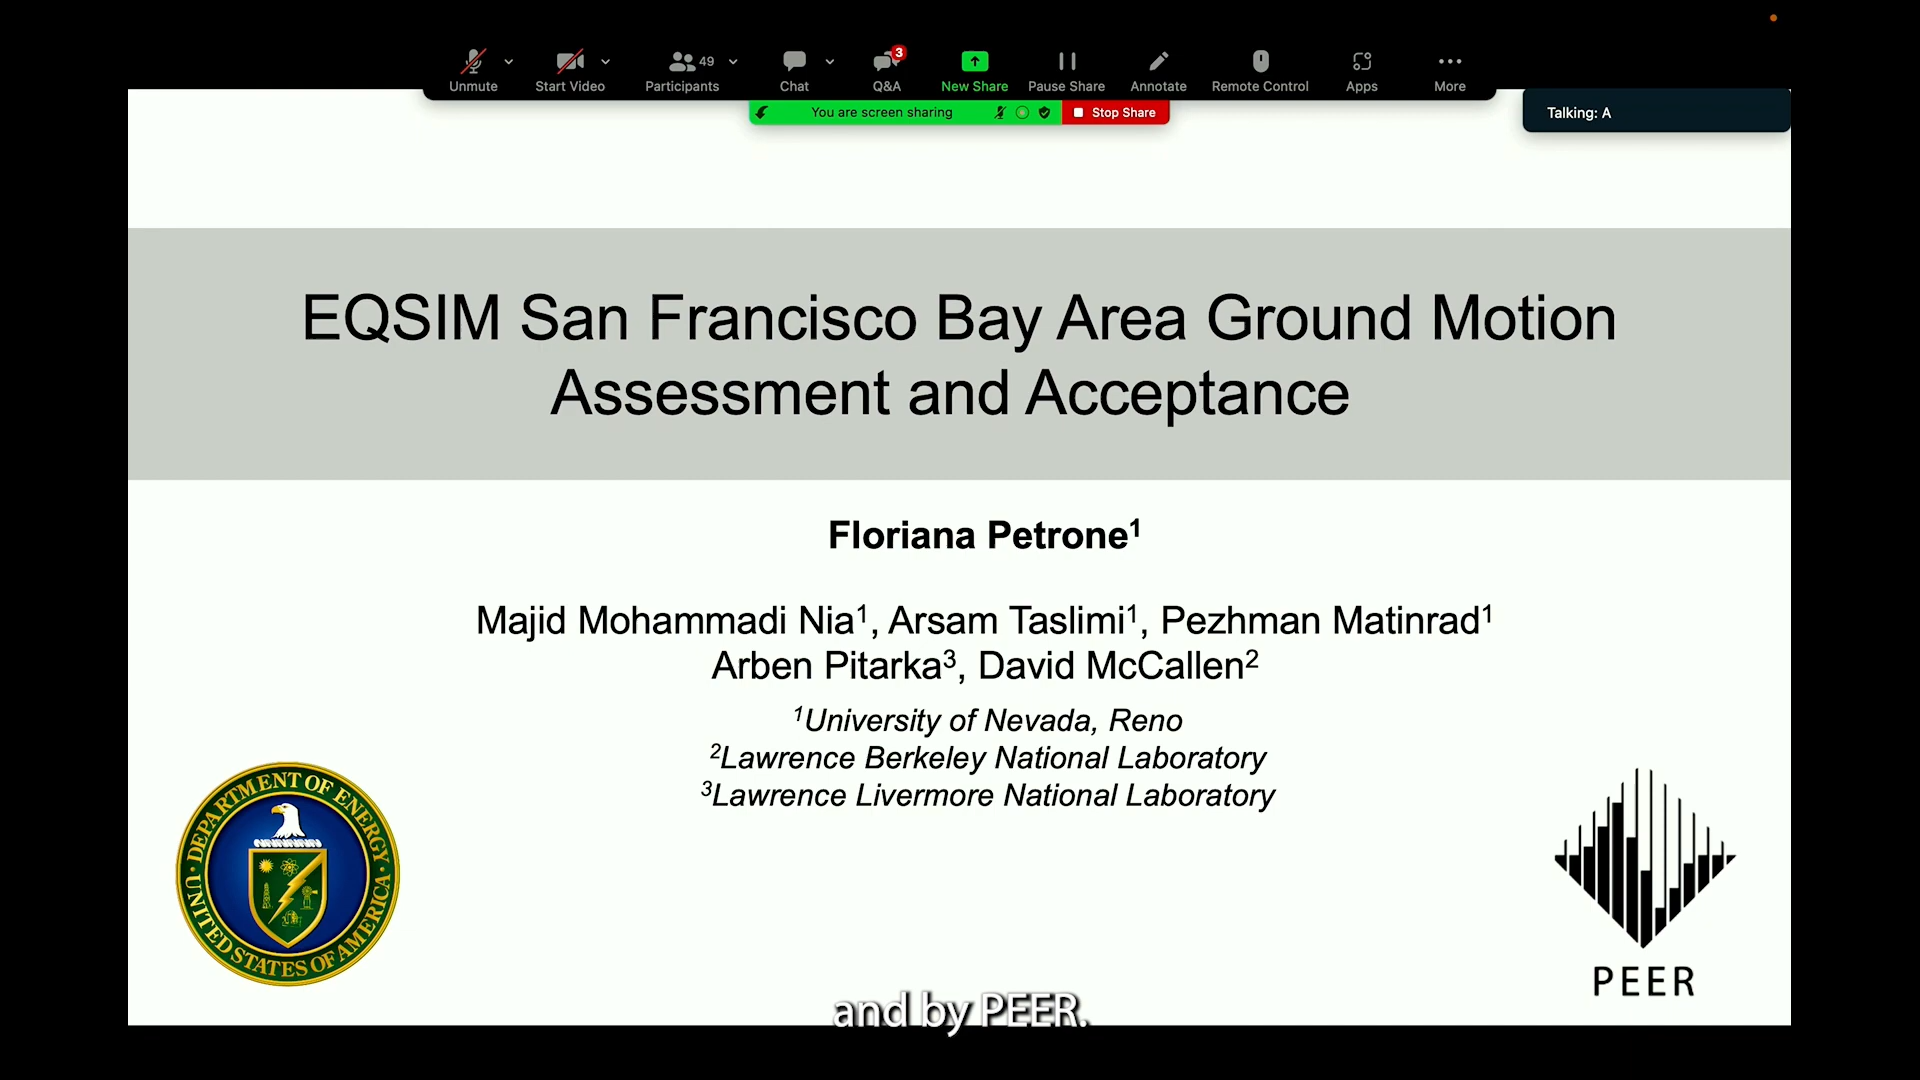 49
3
Unmute
Start Video
Participants
Chat
Q&A
New Share
Pause Share
Annotate
Remote Control
Apps
More
You are screen sharing
Stop Share
Talking: A
EQSIM San Francisco Bay Area Ground Motion
Assessment and Acceptance
Floriana Petrone¹
Majid Mohammadi Nia¹, Arsam Taslimi¹, Pezhman Matinrad¹
Arben Pitarka³, David McCallen²
¹University of Nevada, Reno
²Lawrence Berkeley National Laboratory
³Lawrence Livermore National Laboratory
DEPARTMENT OF ENERGY
UNITED STATES OF AMERICA
PEER
and by PEER.